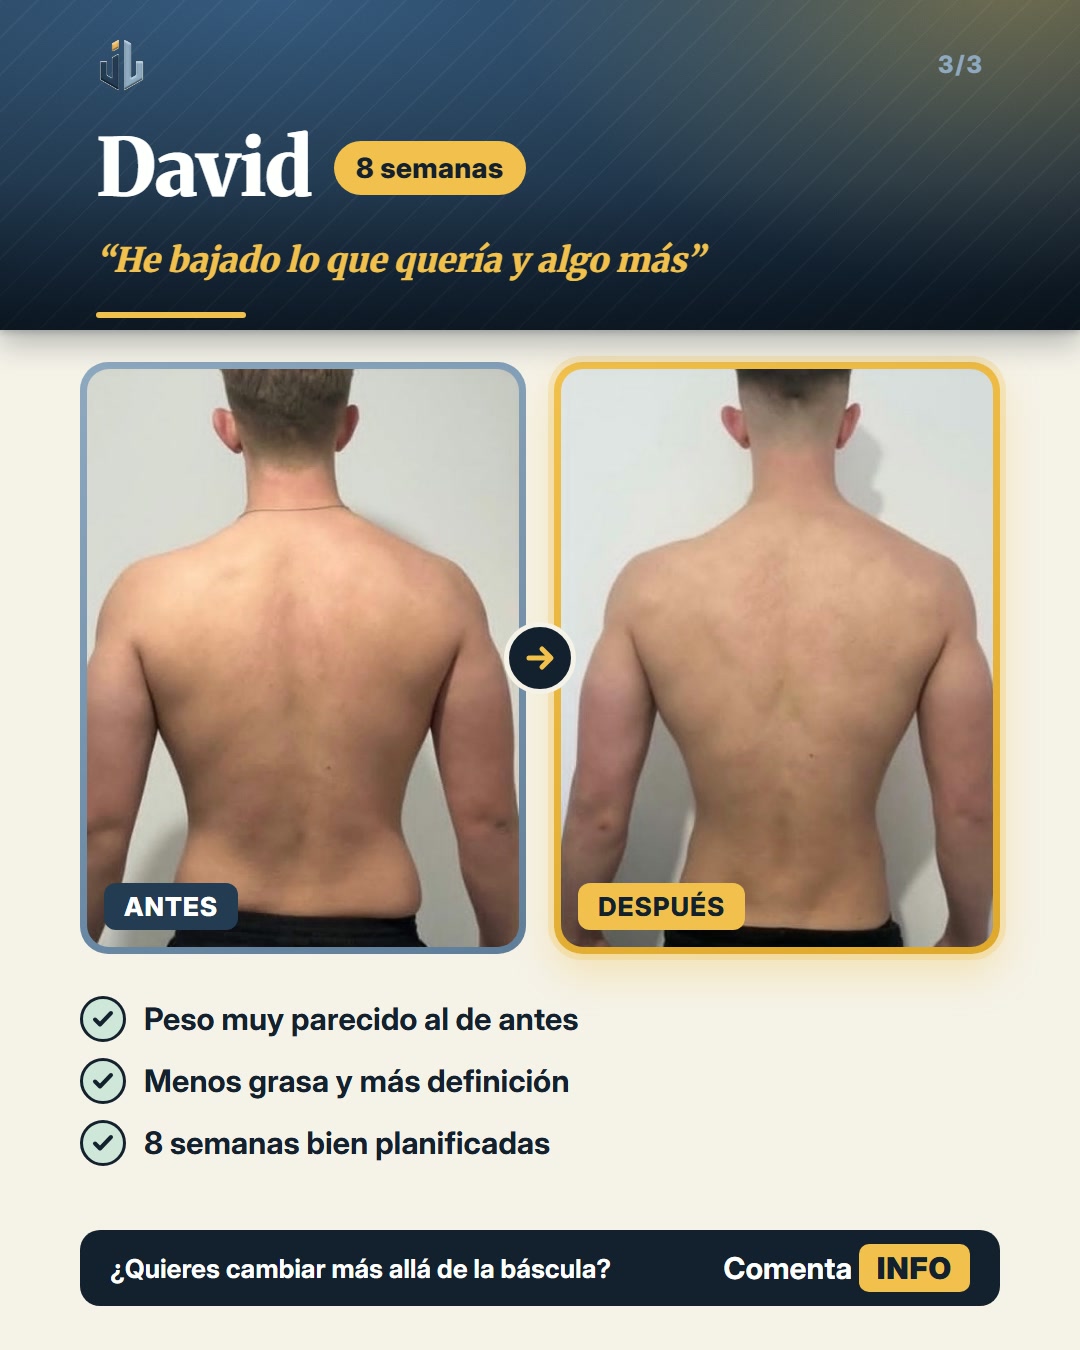 3/3
David
8 semanas
“He bajado lo que quería y algo más”
ANTES
DESPUÉS
Peso muy parecido al de antes
Menos grasa y más definición
8 semanas bien planificadas
¿Quieres cambiar más allá de la báscula?
Comenta INFO